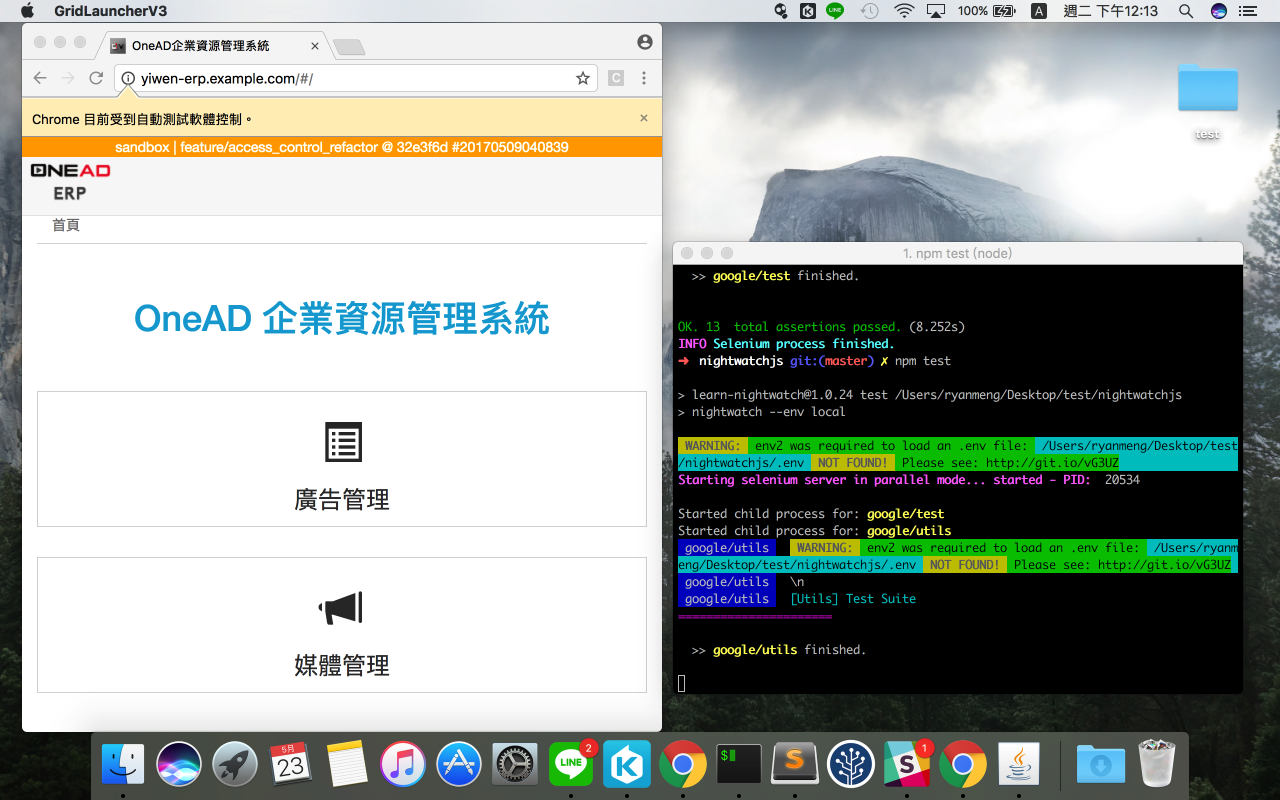 GridLauncherV3
100%
A
週二 下午12:13
OneAD企業資源管理系統
yiwen-erp.example.com/#/
C
Chrome 目前受到自動測試軟體控制。
sandbox | feature/access_control_refactor @ 32e3f6d #20170509040839
ONEAD
ERP
首頁
OneAD 企業資源管理系統
廣告管理
媒體管理
test
1. npm test (node)
>> google/test finished.
OK. 13 total assertions passed. (8.252s)
INFO Selenium process finished.
➜ nightwatchjs git:(master) ✗ npm test
> learn-nightwatch@1.0.24 test /Users/ryanmeng/Desktop/test/nightwatchjs
> nightwatch --env local
WARNING: env2 was required to load an .env file: /Users/ryanmeng/Desktop/test
/nightwatchjs/.env NOT FOUND! Please see: http://git.io/vG3UZ
Starting selenium server in parallel mode... started - PID: 20534
Started child process for: google/test
Started child process for: google/utils
google/utils WARNING: env2 was required to load an .env file: /Users/ryanm
eng/Desktop/test/nightwatchjs/.env NOT FOUND! Please see: http://git.io/vG3UZ
google/utils \n
google/utils [Utils] Test Suite
======================
>> google/utils finished.
5月
23
LINE
2
K
$
S
S
1